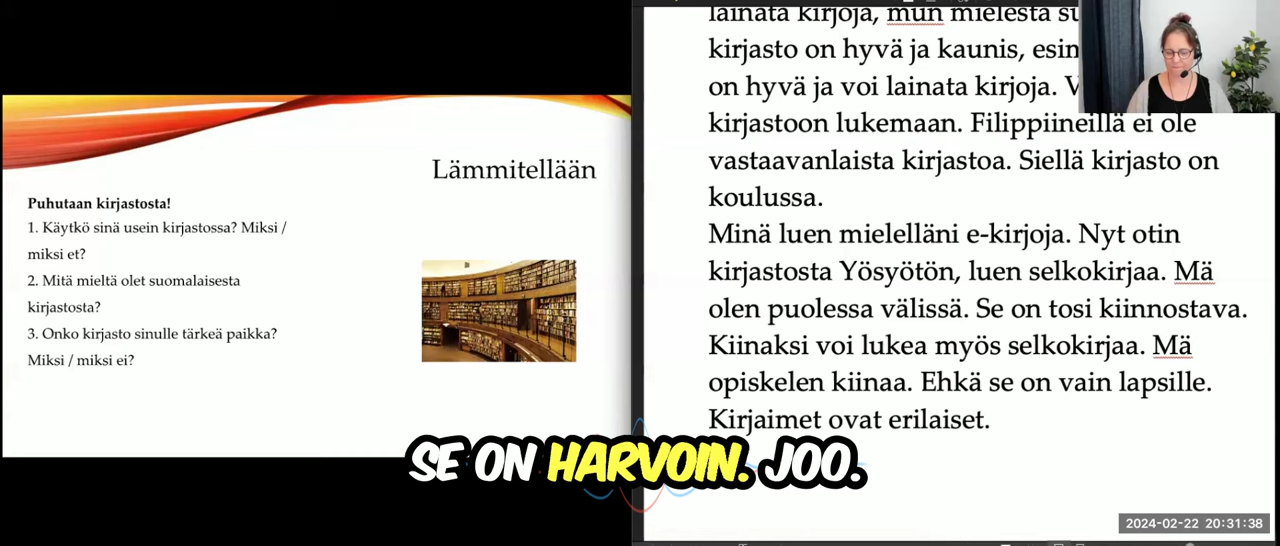 Lämmitellään
Puhutaan kirjastosta!
1. Käytkö sinä usein kirjastossa? Miksi /
miksi et?
2. Mitä mieltä olet suomalaisesta
kirjastosta?
3. Onko kirjasto sinulle tärkeä paikka?
Miksi / miksi ei?
lainata kirjoja, mun mielestä
kirjasto on hyvä ja kaunis,
on hyvä ja voi lainata kirjoja.
kirjastoon lukemaan. Filippiineillä ei ole
vastaavanlaista kirjastoa. Siellä kirjasto on
koulussa.
Minä luen mielelläni e-kirjoja. Nyt otin
kirjastosta Yösyötön, luen selkokirjaa. Mä
olen puolessa välissä. Se on tosi kiinnostava.
Kiinaksi voi lukea myös selkokirjaa. Mä
opiskelen kiinaa. Ehkä se on vain lapsille.
Kirjaimet ovat erilaiset.
SE ON HARVOIN. JOO.
2024-02-22 20:31:38